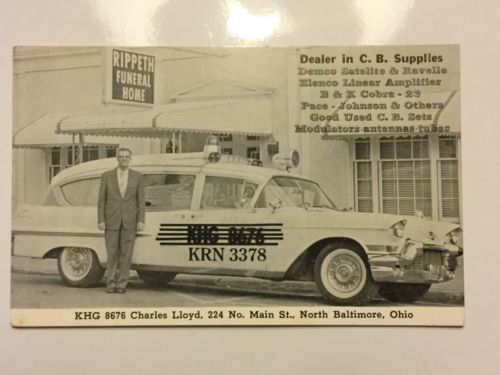 RIPPETH
FUNERAL
HOME
Dealer in C. B. Supplies
Demco Satelite & Ravelle
Elenco Linear Amplifier
B & K Cobra - 23
Pace - Johnson & Others
Good Used C. B. Sets
Modulators antennas tubes
KHG 8676
KRN 3378
KHG 8676 Charles Lloyd, 224 No. Main St., North Baltimore, Ohio